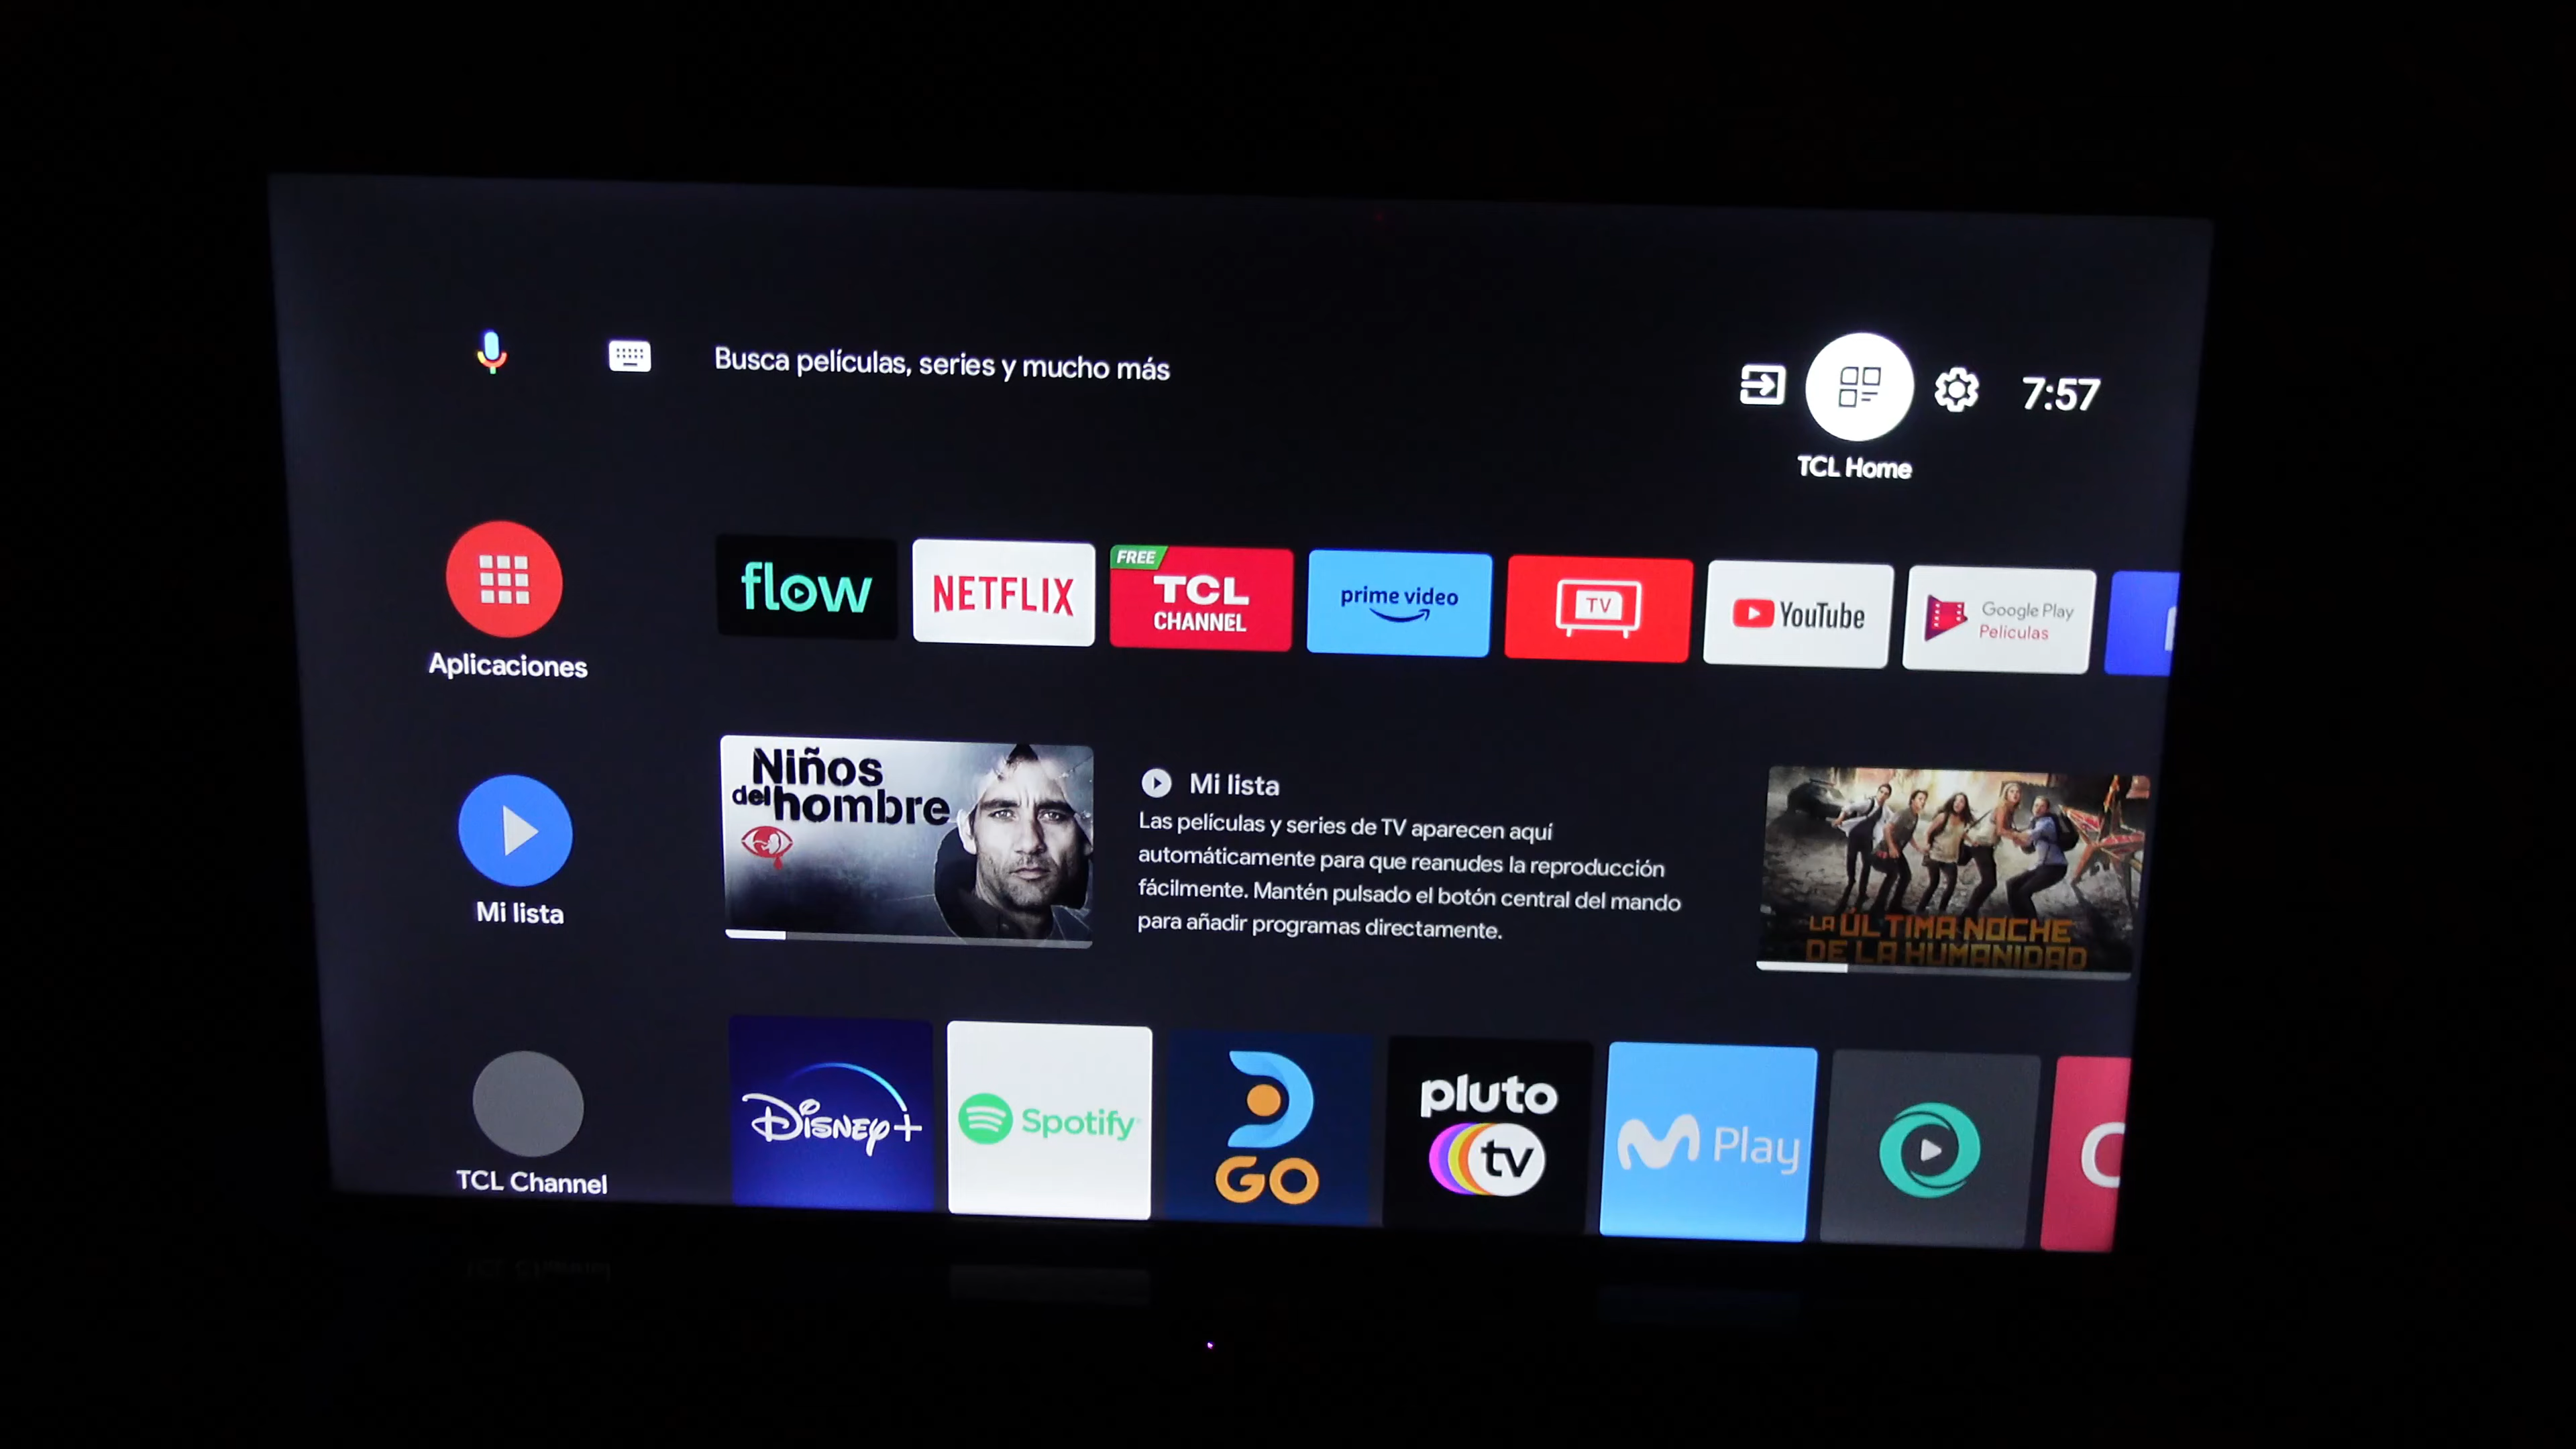 Busca películas, series y mucho más
7:57
TCL Home
Aplicaciones
flow
NETFLIX
FREE
TCL
CHANNEL
prime video
TV
YouTube
Google Play
Películas
Mi lista
Niños
del hombre
Mi lista
Las películas y series de TV aparecen aquí
automáticamente para que reanudes la reproducción
fácilmente. Mantén pulsado el botón central del mando
para añadir programas directamente.
LA ÚLTIMA NOCHE
DE LA HUMANIDAD
TCL Channel
Disney+
Spotify
GO
pluto
tv
Play